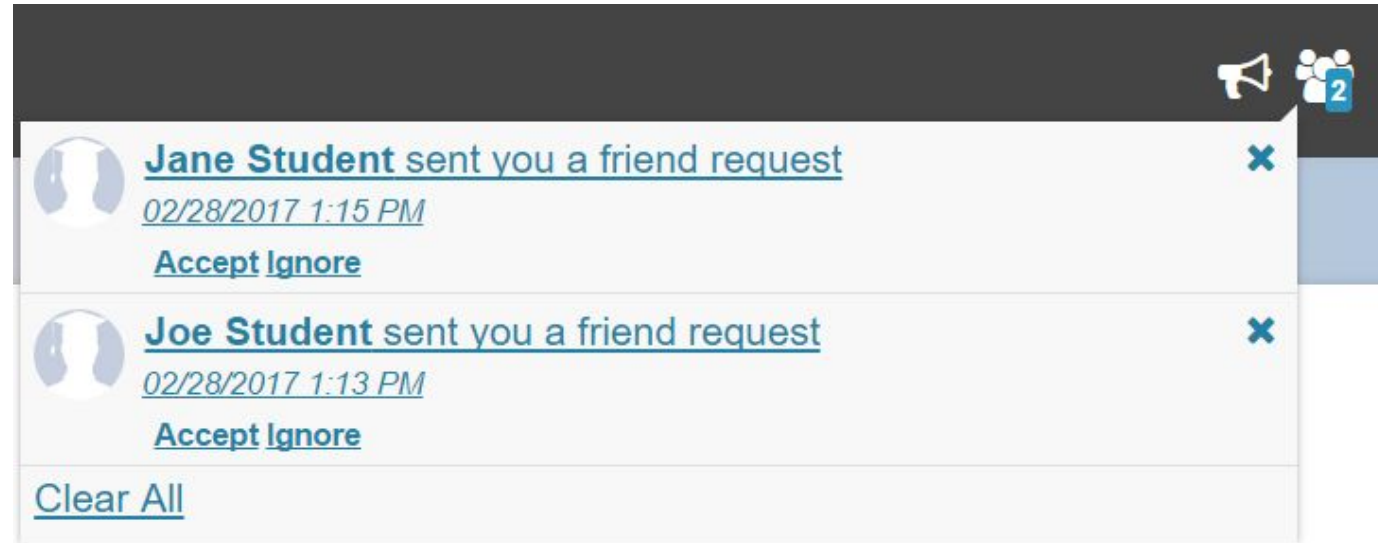 2
Jane Student sent you a friend request
02/28/2017 1:15 PM
Accept Ignore
Joe Student sent you a friend request
02/28/2017 1:13 PM
Accept Ignore
Clear All